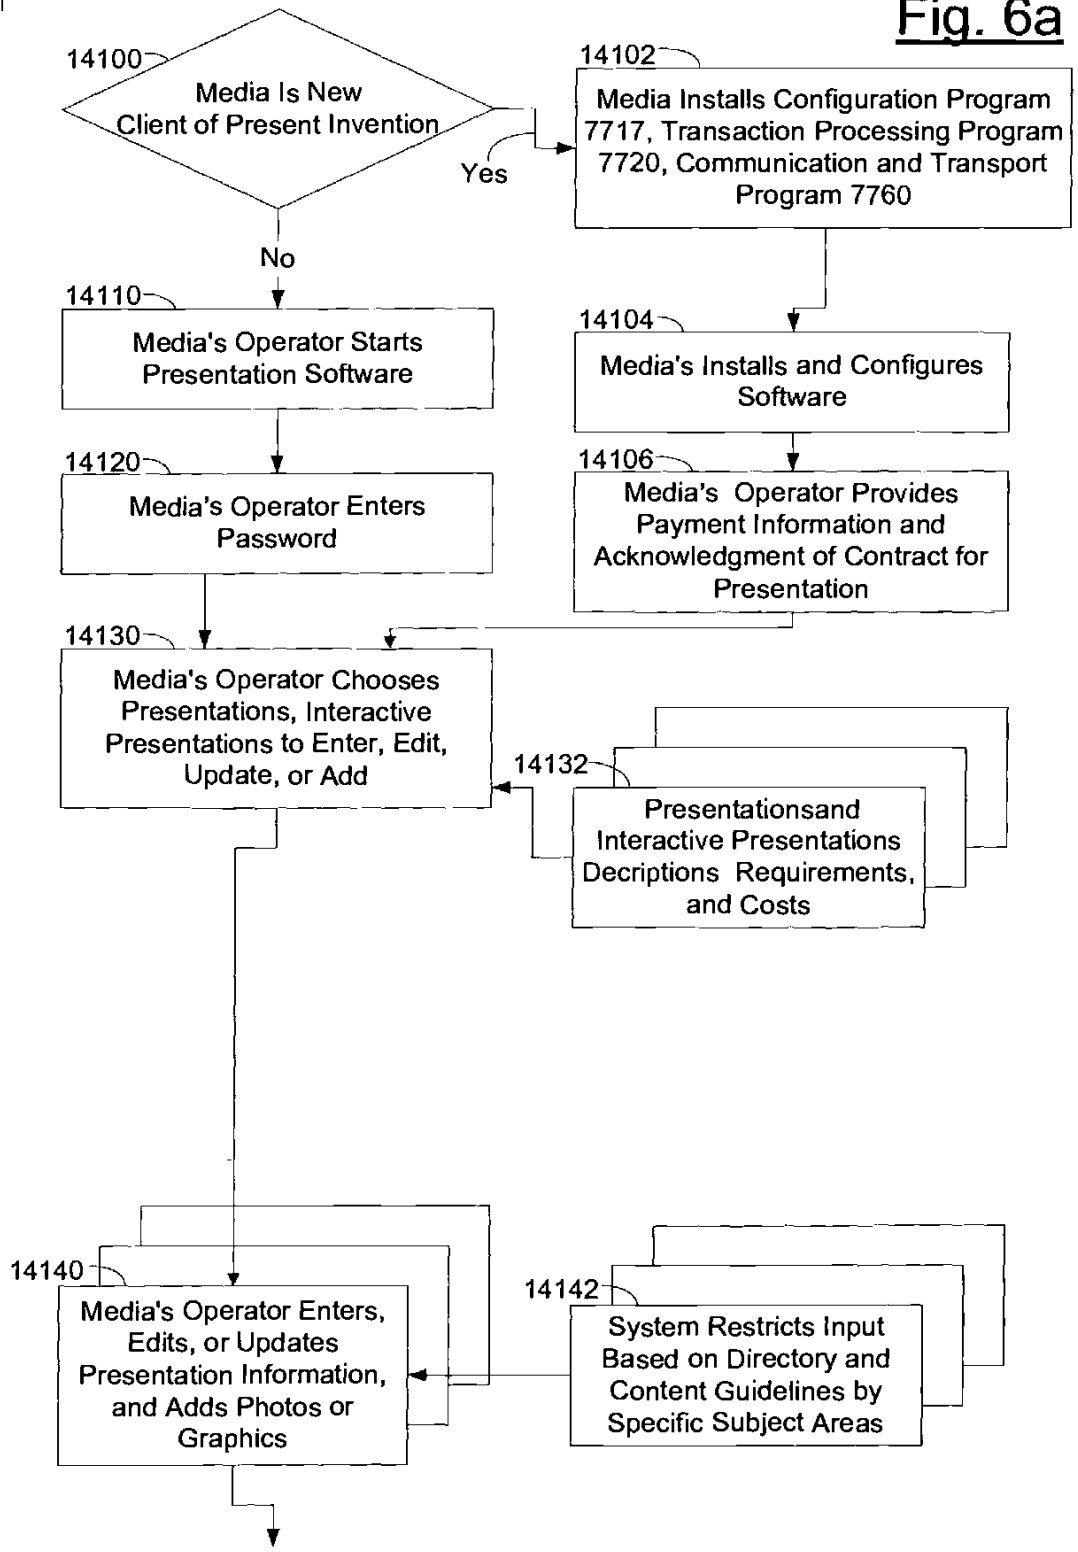 Fig. 6a
14100
Media Is New
Client of Present Invention
Yes
No
14102
Media Installs Configuration Program
7717, Transaction Processing Program
7720, Communication and Transport
Program 7760
14110
Media's Operator Starts
Presentation Software
14104
Media's Installs and Configures
Software
14120
Media's Operator Enters
Password
14106
Media's Operator Provides
Payment Information and
Acknowledgment of Contract for
Presentation
14130
Media's Operator Chooses
Presentations, Interactive
Presentations to Enter, Edit,
Update, or Add
14132
Presentationsand
Interactive Presentations
Decriptions Requirements,
and Costs
14140
Media's Operator Enters,
Edits, or Updates
Presentation Information,
and Adds Photos or
Graphics
14142
System Restricts Input
Based on Directory and
Content Guidelines by
Specific Subject Areas